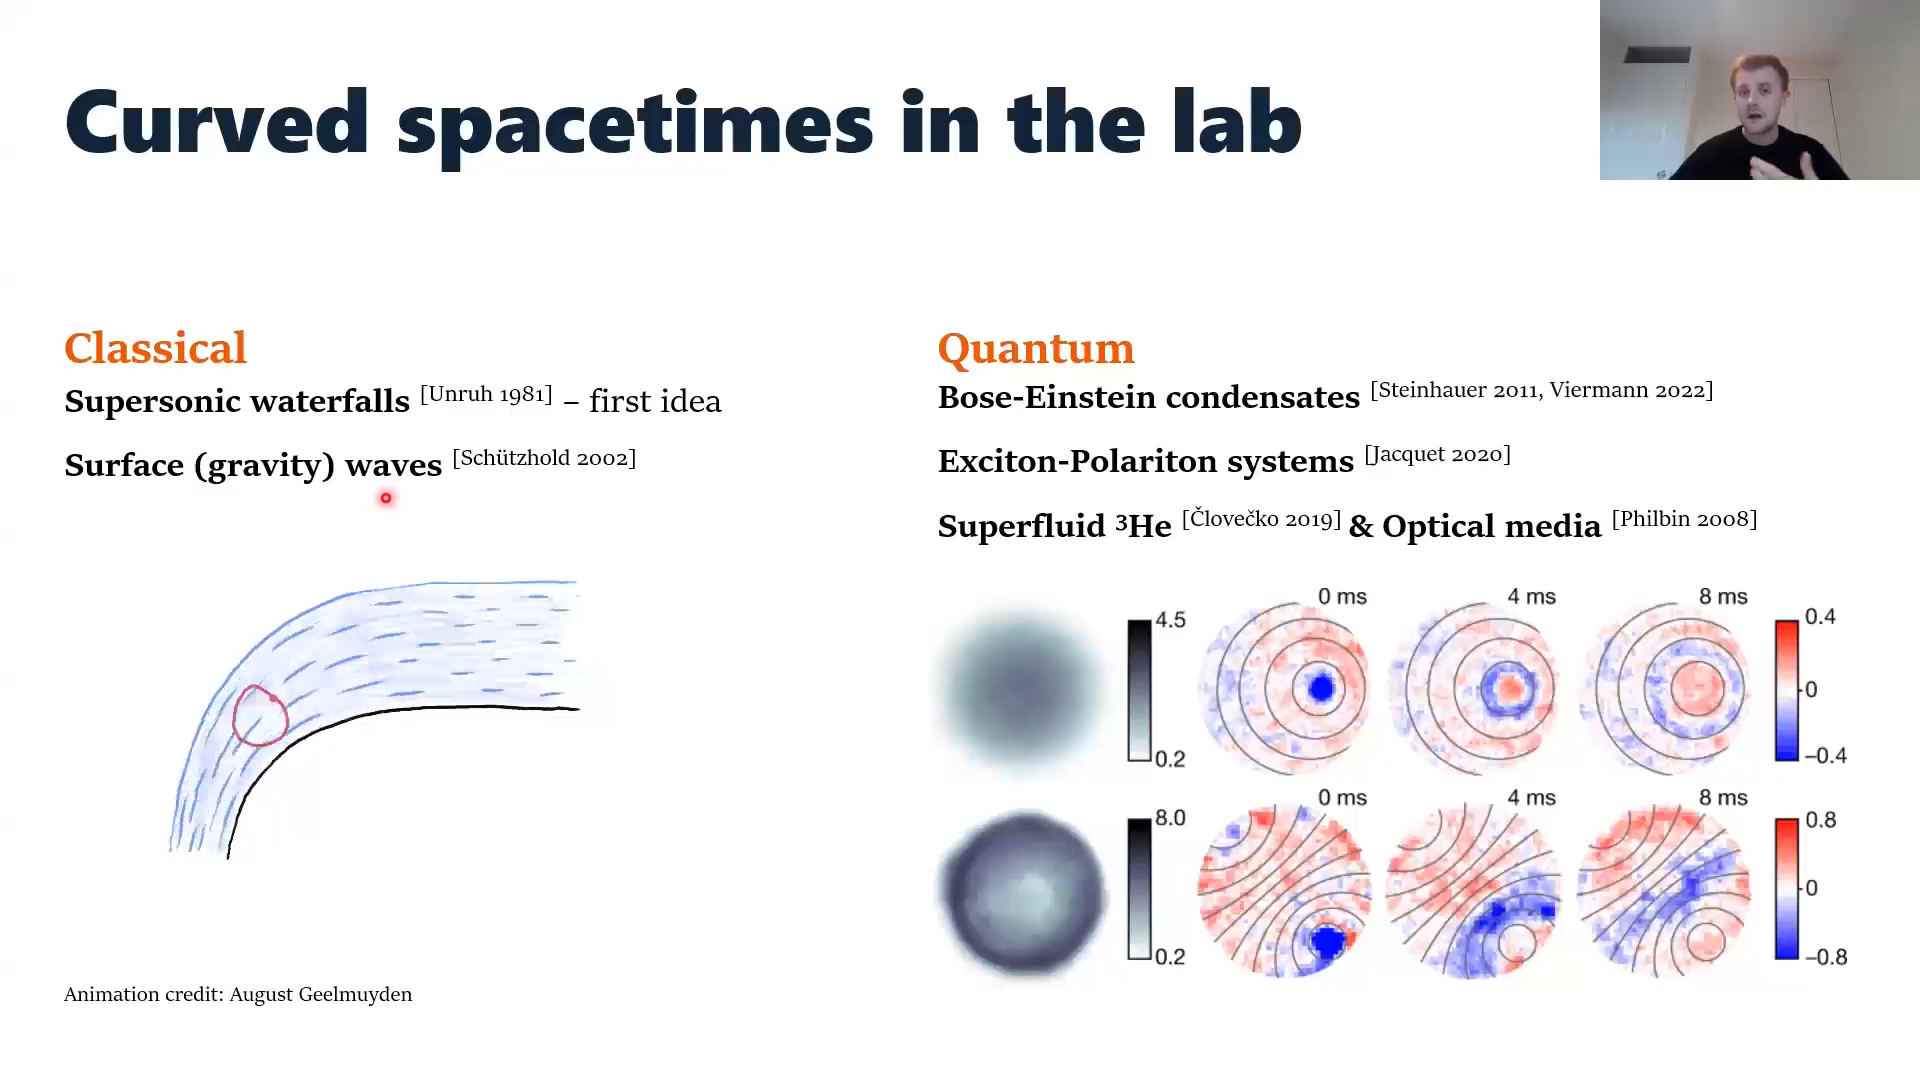 Curved spacetimes in the lab
Classical
Supersonic waterfalls [Unruh 1981] – first idea
Surface (gravity) waves [Schützhold 2002]
Animation credit: August Geelmuyden
Quantum
Bose-Einstein condensates [Steinhauer 2011, Viermann 2022]
Exciton-Polariton systems [Jacquet 2020]
Superfluid ³He [Človečko 2019] & Optical media [Philbin 2008]
4.5
0.2
0 ms
4 ms
8 ms
0.4
0
–0.4
8.0
0.2
0 ms
4 ms
8 ms
0.8
0
–0.8